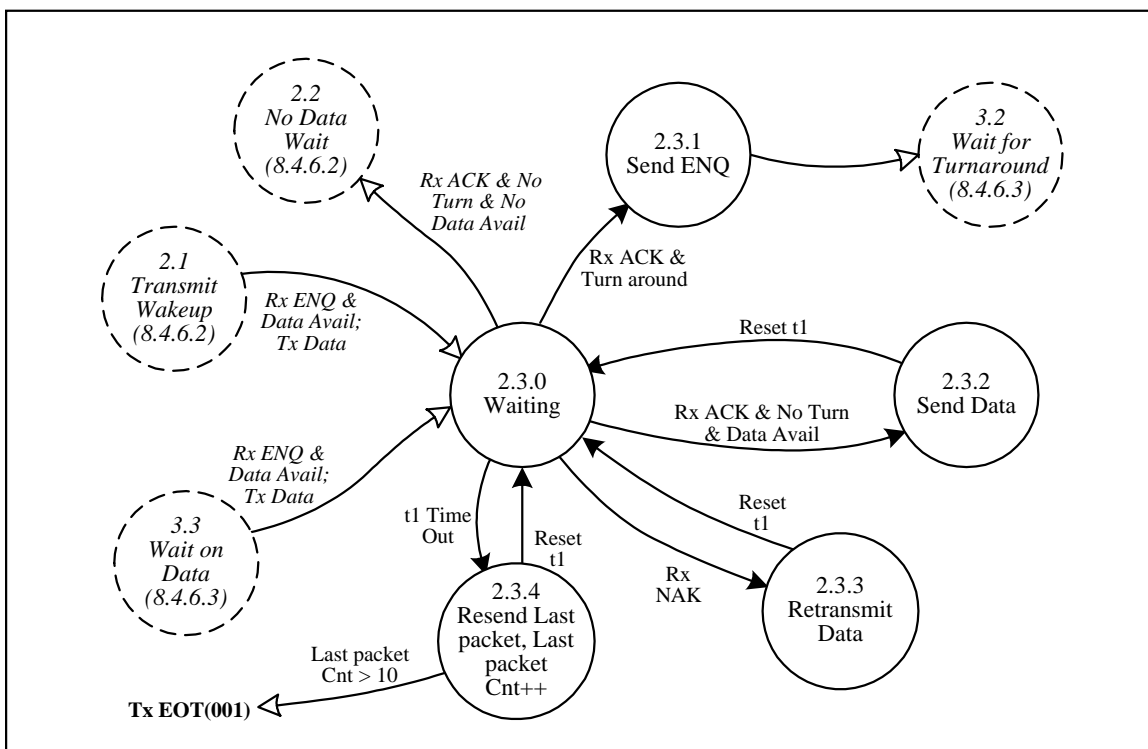 2.2
No Data
Wait
(8.4.6.2)
Rx ACK & No
Turn & No
Data Avail
2.3.1
Send ENQ
3.2
Wait for
Turnaround
(8.4.6.3)
Rx ACK &
Turn around
2.1
Transmit
Wakeup
(8.4.6.2)
Rx ENQ &
Data Avail;
Tx Data
2.3.0
Waiting
Reset t1
2.3.2
Send Data
Rx ACK & No Turn
& Data Avail
Rx ENQ &
Data Avail;
Tx Data
3.3
Wait on
Data
(8.4.6.3)
t1 Time
Out
Reset
t1
Rx
NAK
Reset
t1
2.3.3
Retransmit
Data
2.3.4
Resend Last
packet, Last
packet
Cnt++
Last packet
Cnt > 10
Tx EOT(001)